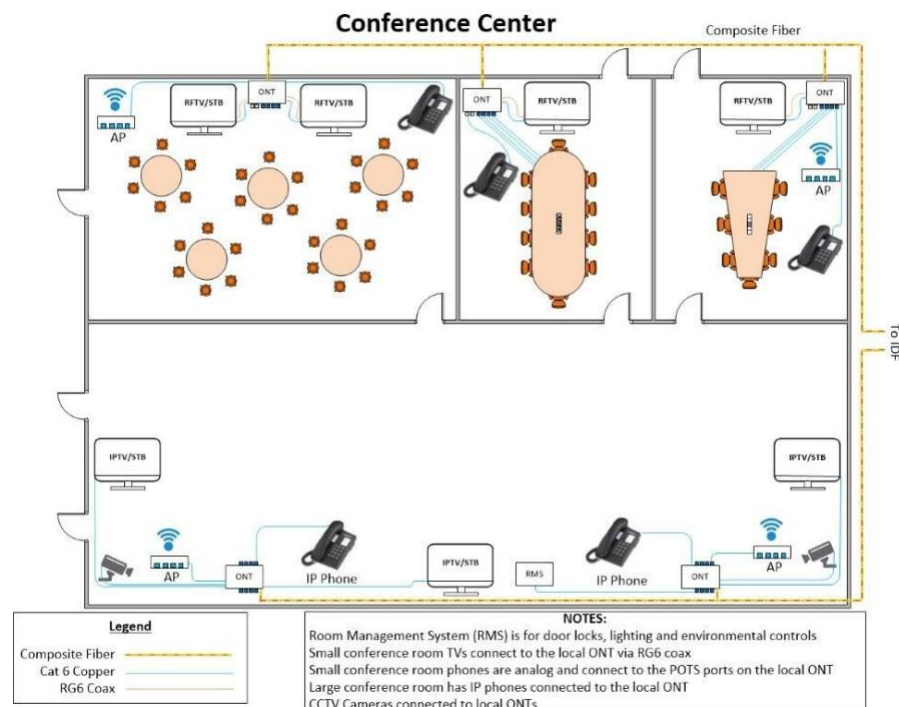 Conference Center
Composite Fiber
ONT
RFTV/STB
RFTV/STB
AP
ONT
RFTV/STB
RFTV/STB
ONT
AP
To IDF
IPTV/STB
IPTV/STB
AP
ONT
IP Phone
IPTV/STB
RMS
IP Phone
ONT
AP
Legend
Composite Fiber
Cat 6 Copper
RG6 Coax
NOTES:
Room Management System (RMS) is for door locks, lighting and environmental controls
Small conference room TVs connect to the local ONT via RG6 coax
Small conference room phones are analog and connect to the POTS ports on the local ONT
Large conference room has IP phones connected to the local ONT
CCTV Cameras connected to local ONTs